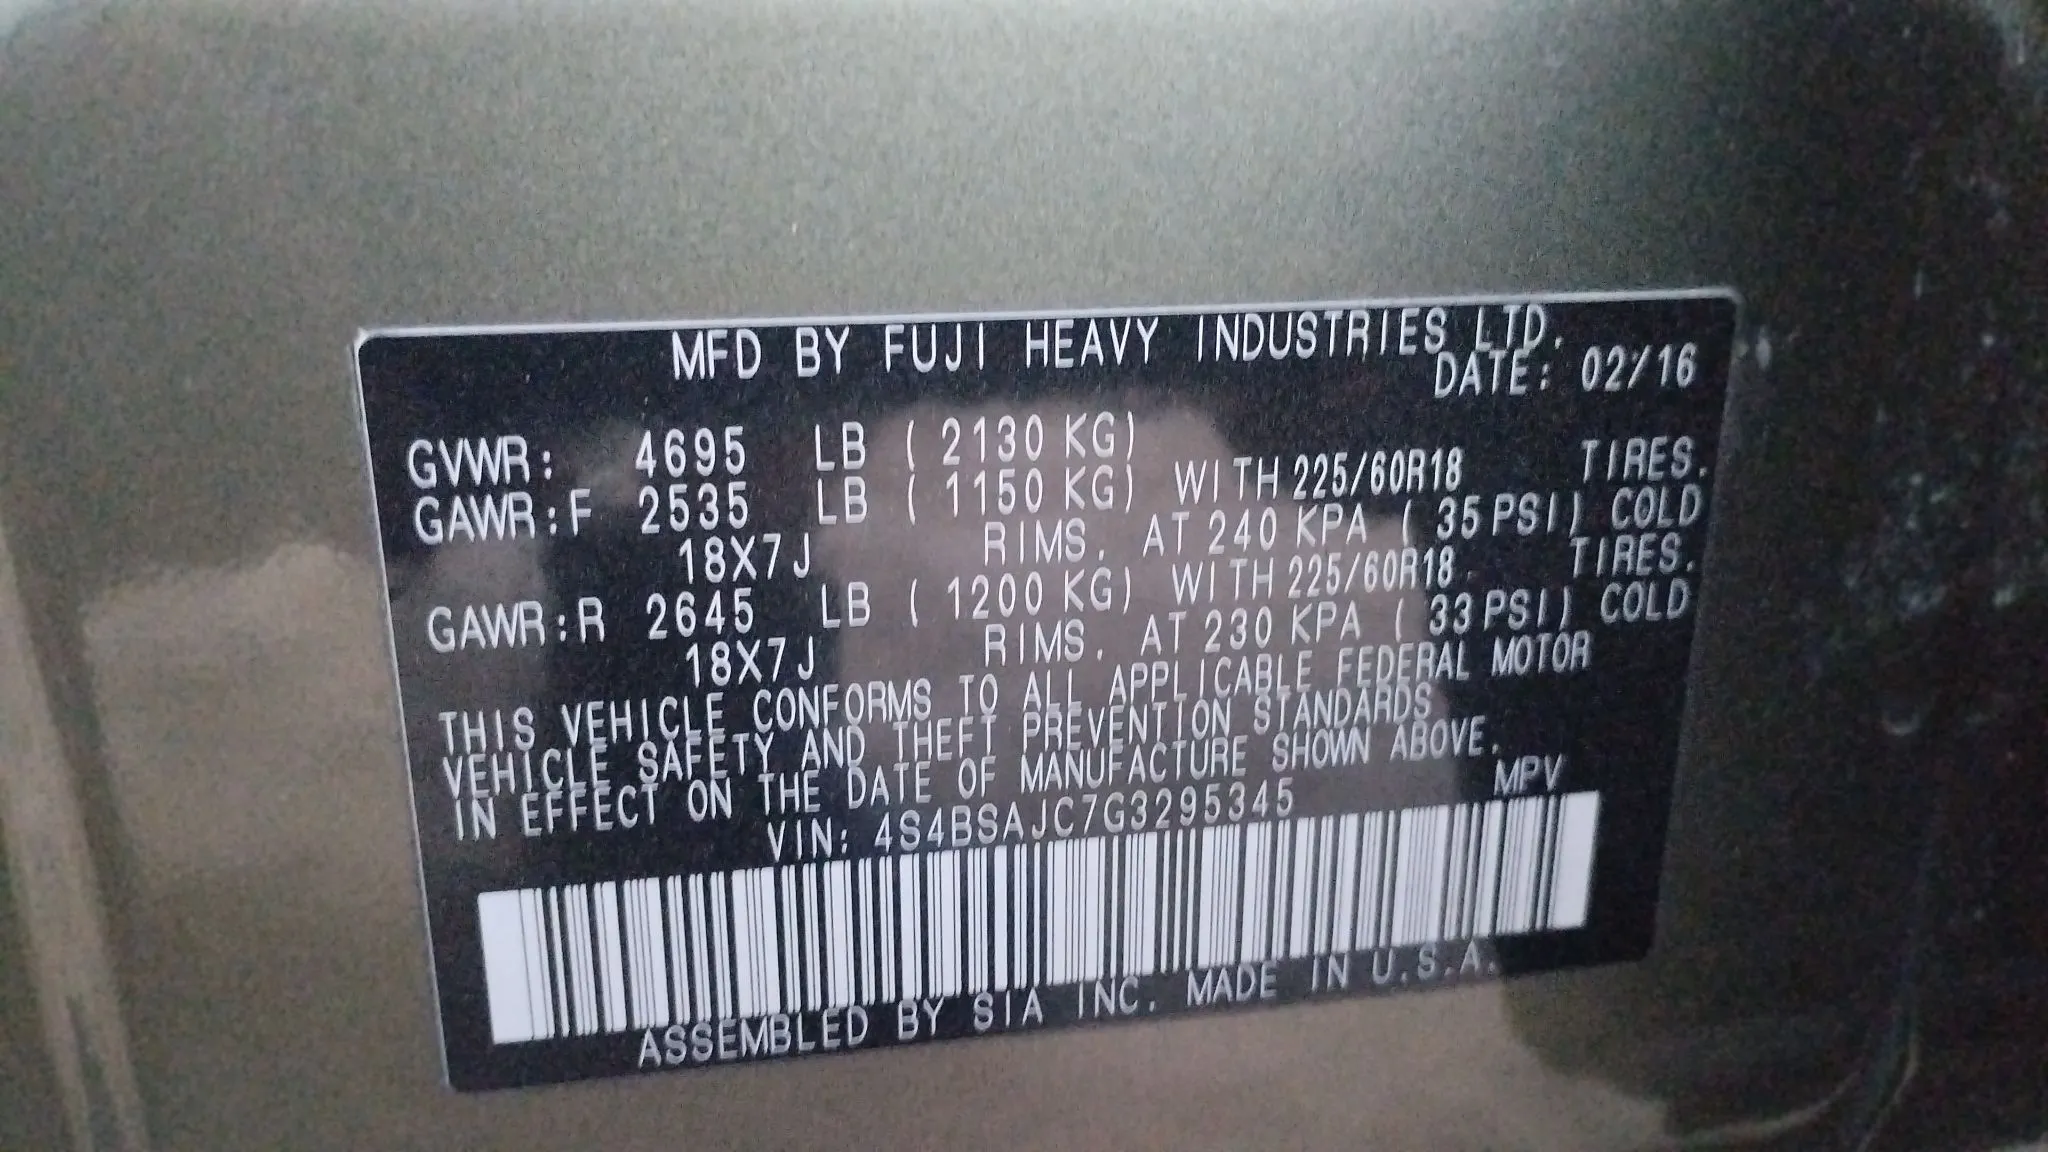 MFD BY FUJI HEAVY INDUSTRIES LTD.
DATE: 02/16
GVWR: 4695 LB ( 2130 KG)
GAWR:F 2535 LB ( 1150 KG) WITH 225/60R18 TIRES.
18X7J RIMS. AT 240 KPA ( 35 PSI) COLD
GAWR:R 2645 LB ( 1200 KG) WITH 225/60R18 TIRES.
18X7J RIMS. AT 230 KPA ( 33 PSI) COLD
THIS VEHICLE CONFORMS TO ALL APPLICABLE FEDERAL MOTOR
VEHICLE SAFETY AND THEFT PREVENTION STANDARDS
IN EFFECT ON THE DATE OF MANUFACTURE SHOWN ABOVE.
VIN: 4S4BSAJC7G3295345 MPV
ASSEMBLED BY SIA INC. MADE IN U.S.A.